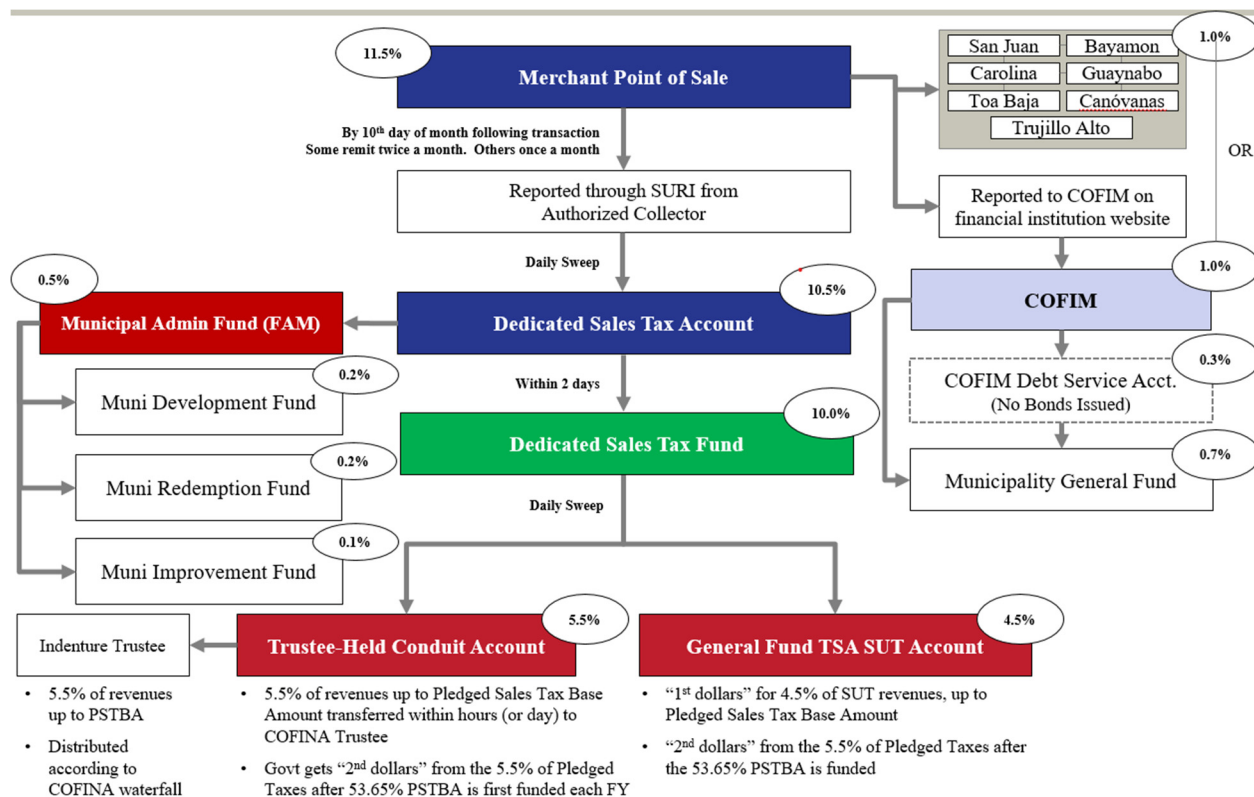 11.5%
Merchant Point of Sale
1.0%
San Juan
Bayamon
Carolina
Guaynabo
Toa Baja
Canóvanas
Trujillo Alto
OR
By 10th day of month following transaction
Some remit twice a month. Others once a month
Reported through SURI from
Authorized Collector
Reported to COFIM on
financial institution website
Daily Sweep
0.5%
Municipal Admin Fund (FAM)
10.5%
Dedicated Sales Tax Account
1.0%
COFIM
Within 2 days
0.2%
Muni Development Fund
0.3%
COFIM Debt Service Acct.
(No Bonds Issued)
10.0%
Dedicated Sales Tax Fund
0.2%
Muni Redemption Fund
0.7%
Municipality General Fund
Daily Sweep
0.1%
Muni Improvement Fund
Indenture Trustee
5.5%
Trustee-Held Conduit Account
4.5%
General Fund TSA SUT Account
• 5.5% of revenues
up to PSTBA
• Distributed
according to
COFINA waterfall
• 5.5% of revenues up to Pledged Sales Tax Base
Amount transferred within hours (or day) to
COFINA Trustee
• Govt gets “2nd dollars” from the 5.5% of Pledged
Taxes after 53.65% PSTBA is first funded each FY
• “1st dollars” for 4.5% of SUT revenues, up to
Pledged Sales Tax Base Amount
• “2nd dollars” from the 5.5% of Pledged Taxes after
the 53.65% PSTBA is funded